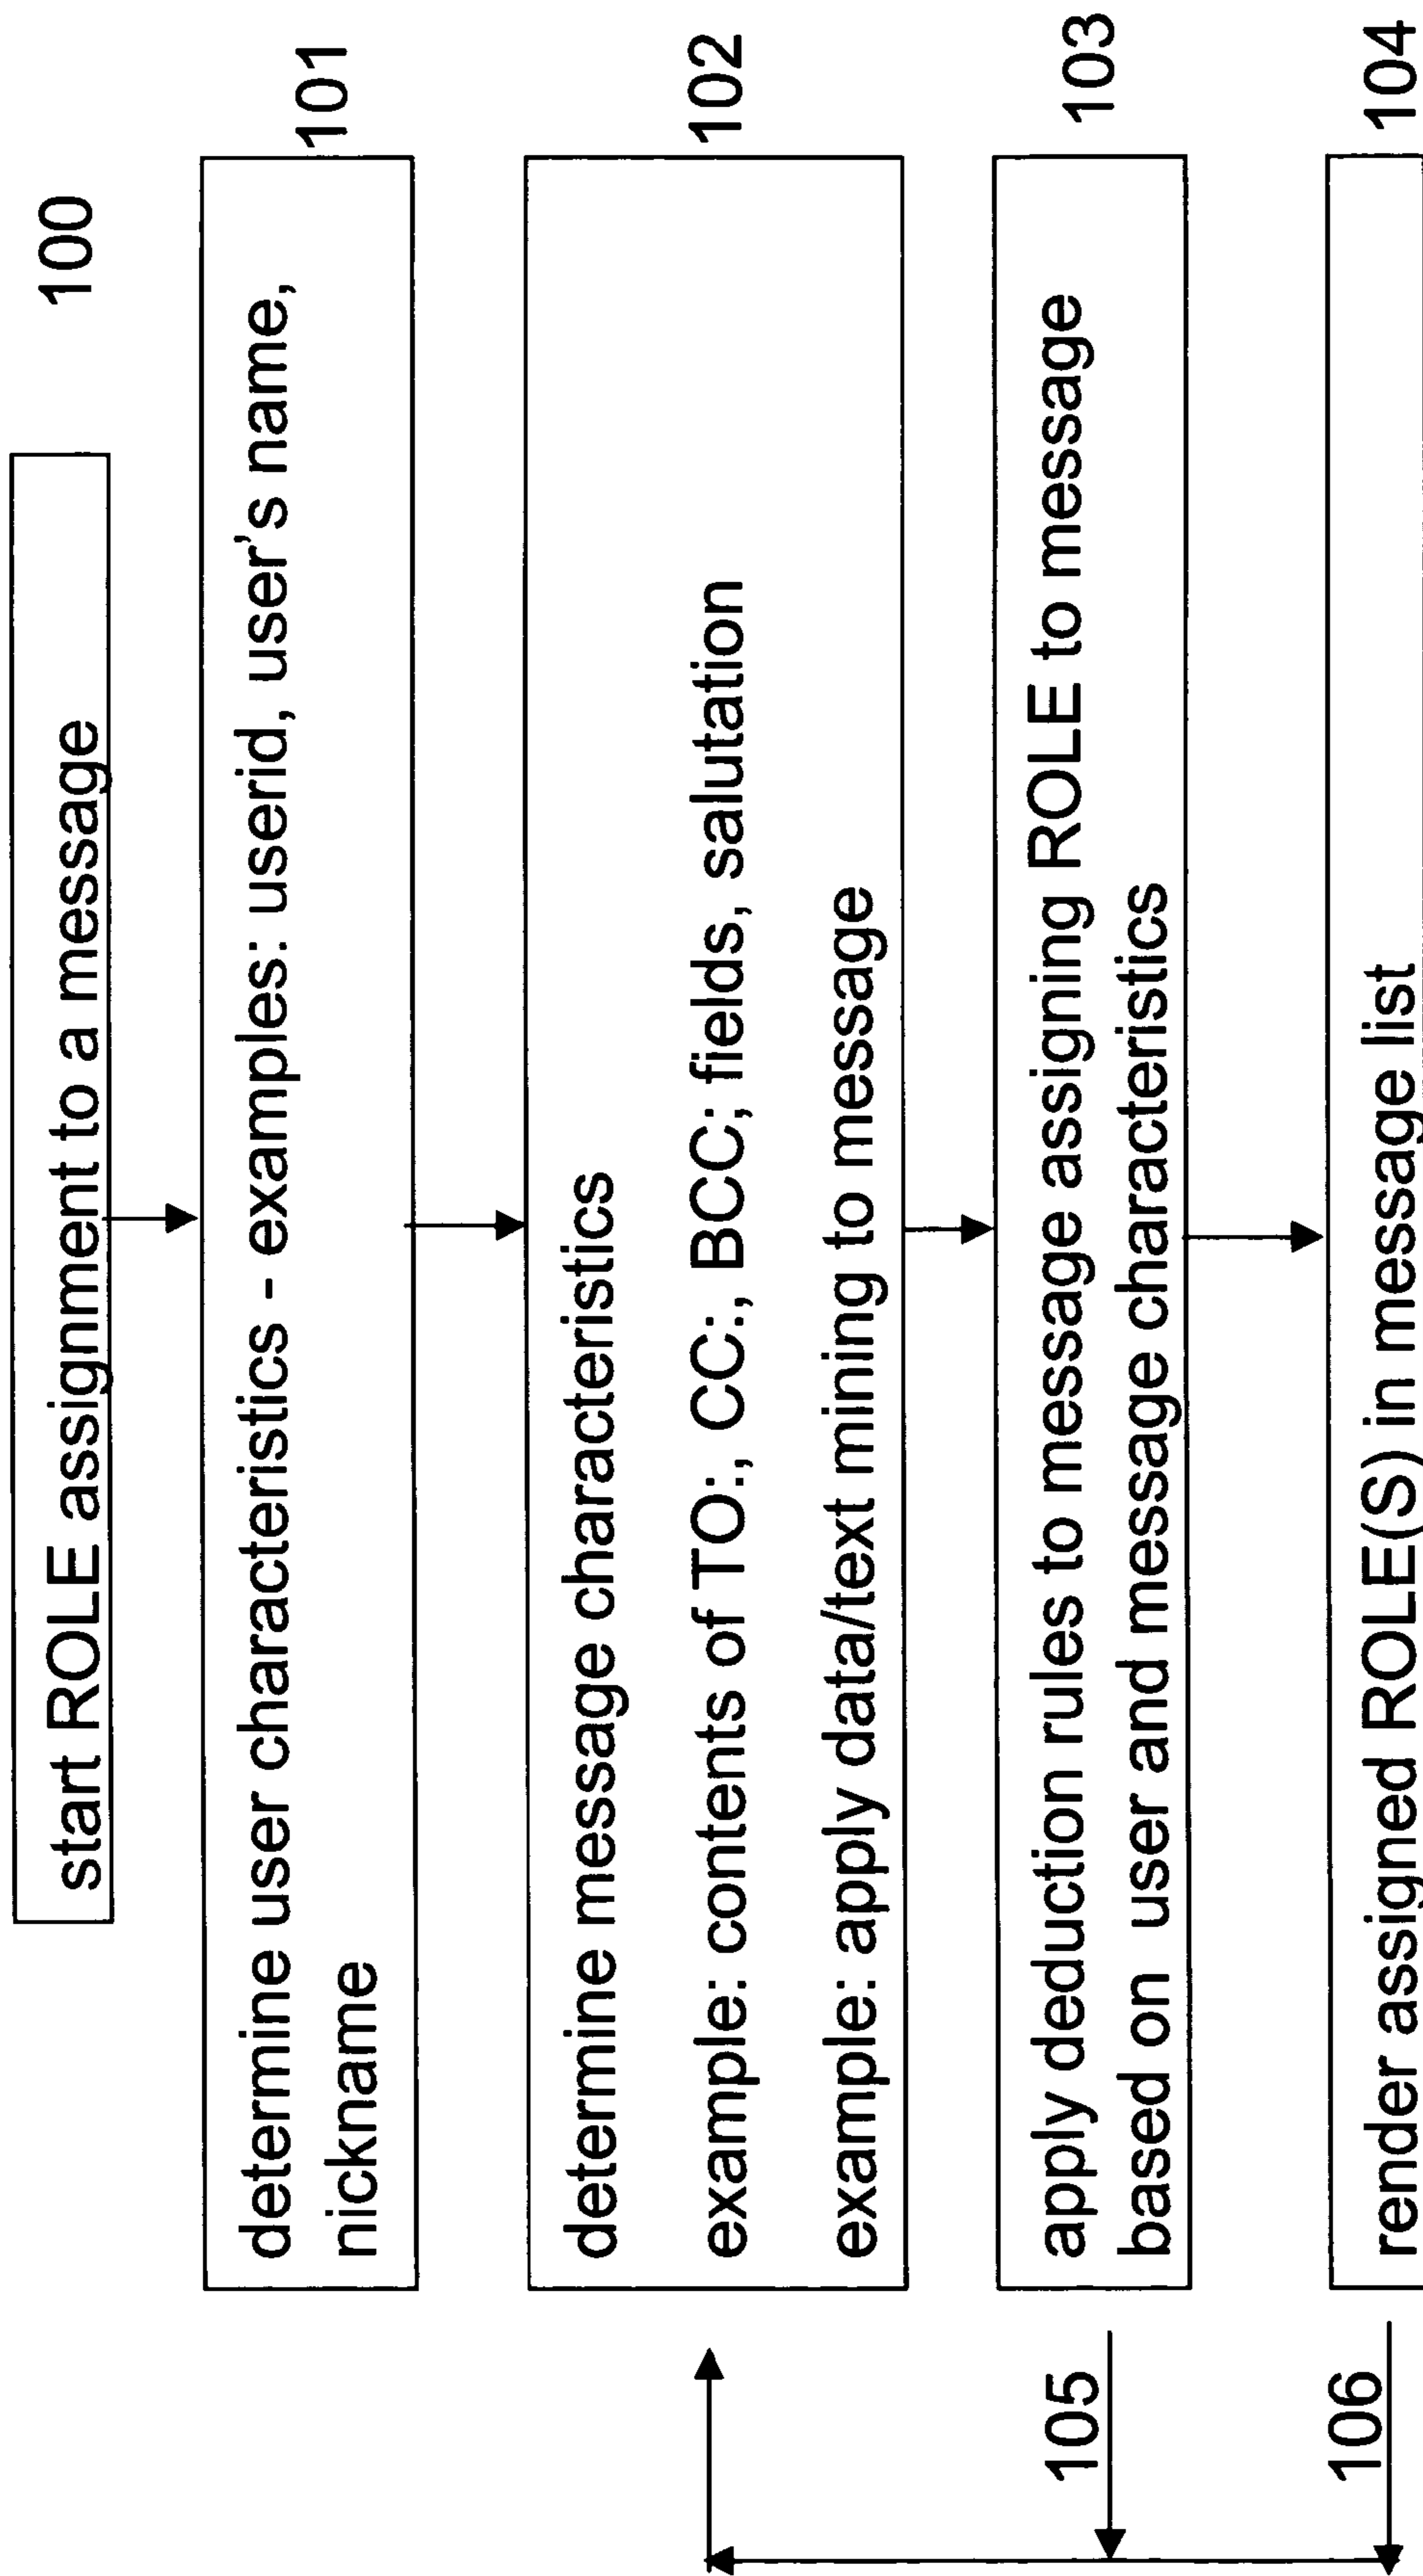 start ROLE assignment to a message
100
determine user characteristics - examples: userid, user's name,
nickname
101
determine message characteristics
example: contents of TO:, CC:, BCC; fields, salutation
example: apply data/text mining to message
102
apply deduction rules to message assigning ROLE to message
based on user and message characteristics
103
105
render assigned ROLE(S) in message list
104
106